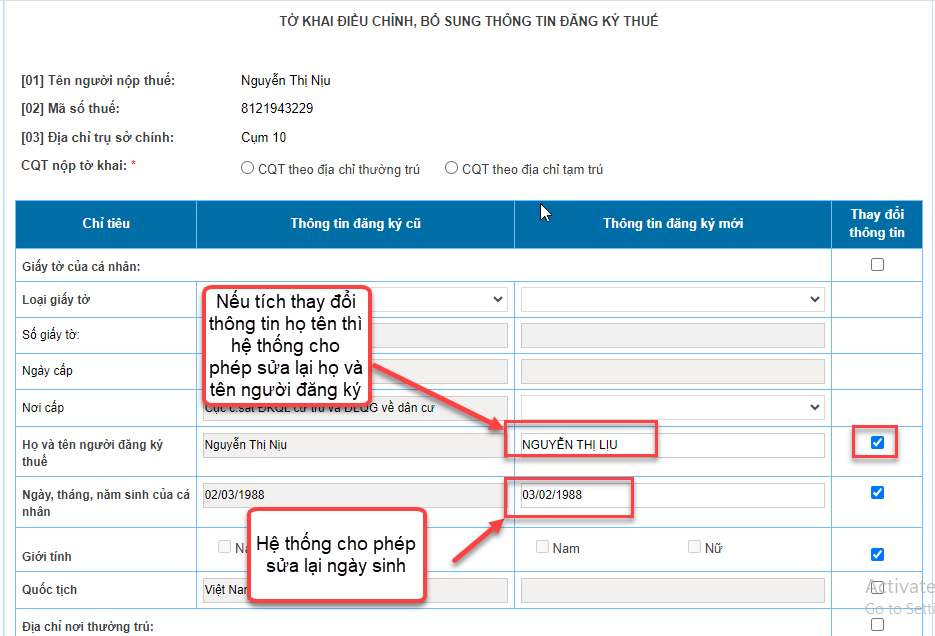 TỜ KHAI ĐIỀU CHỈNH, BỔ SUNG THÔNG TIN ĐĂNG KÝ THUẾ
[01] Tên người nộp thuế: Nguyễn Thị Nịu
[02] Mã số thuế: 8121943229
[03] Địa chỉ trụ sở chính: Cụm 10
CQT nộp tờ khai: * CQT theo địa chỉ thường trú CQT theo địa chỉ tạm trú
Chỉ tiêu Thông tin đăng ký cũ Thông tin đăng ký mới Thay đổi
thông tin
Giấy tờ của cá nhân:
Loại giấy tờ
Số giấy tờ:
Ngày cấp
Nếu tích thay đổi
thông tin họ tên thì
hệ thống cho
phép sửa lại họ và
tên người đăng ký
Nơi cấp Cục c.sát ĐKQL cư trú và DLQG về dân cư
Họ và tên người đăng ký
thuế
Nguyễn Thị Nịu NGUYỄN THỊ LỊU
Ngày, tháng, năm sinh của cá
nhân
02/03/1988 03/02/1988
Hệ thống cho phép
sửa lại ngày sinh
Giới tính Nam Nữ
Quốc tịch Việt Nam
Địa chỉ nơi thường trú:
Activate
Go to Setti